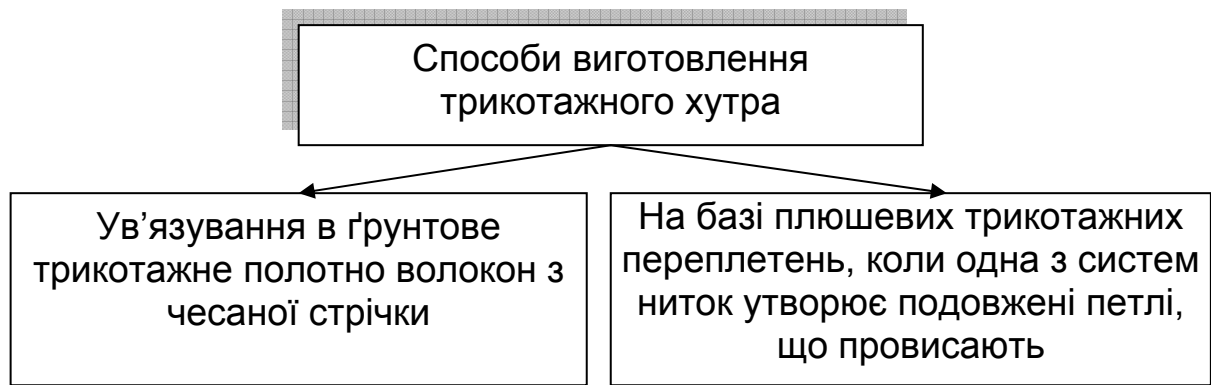 Способи виготовлення
трикотажного хутра
Ув’язування в ґрунтове
трикотажне полотно волокон з
чесаної стрічки
На базі плюшевих трикотажних
переплетень, коли одна з систем
ниток утворює подовжені петлі,
що провисають